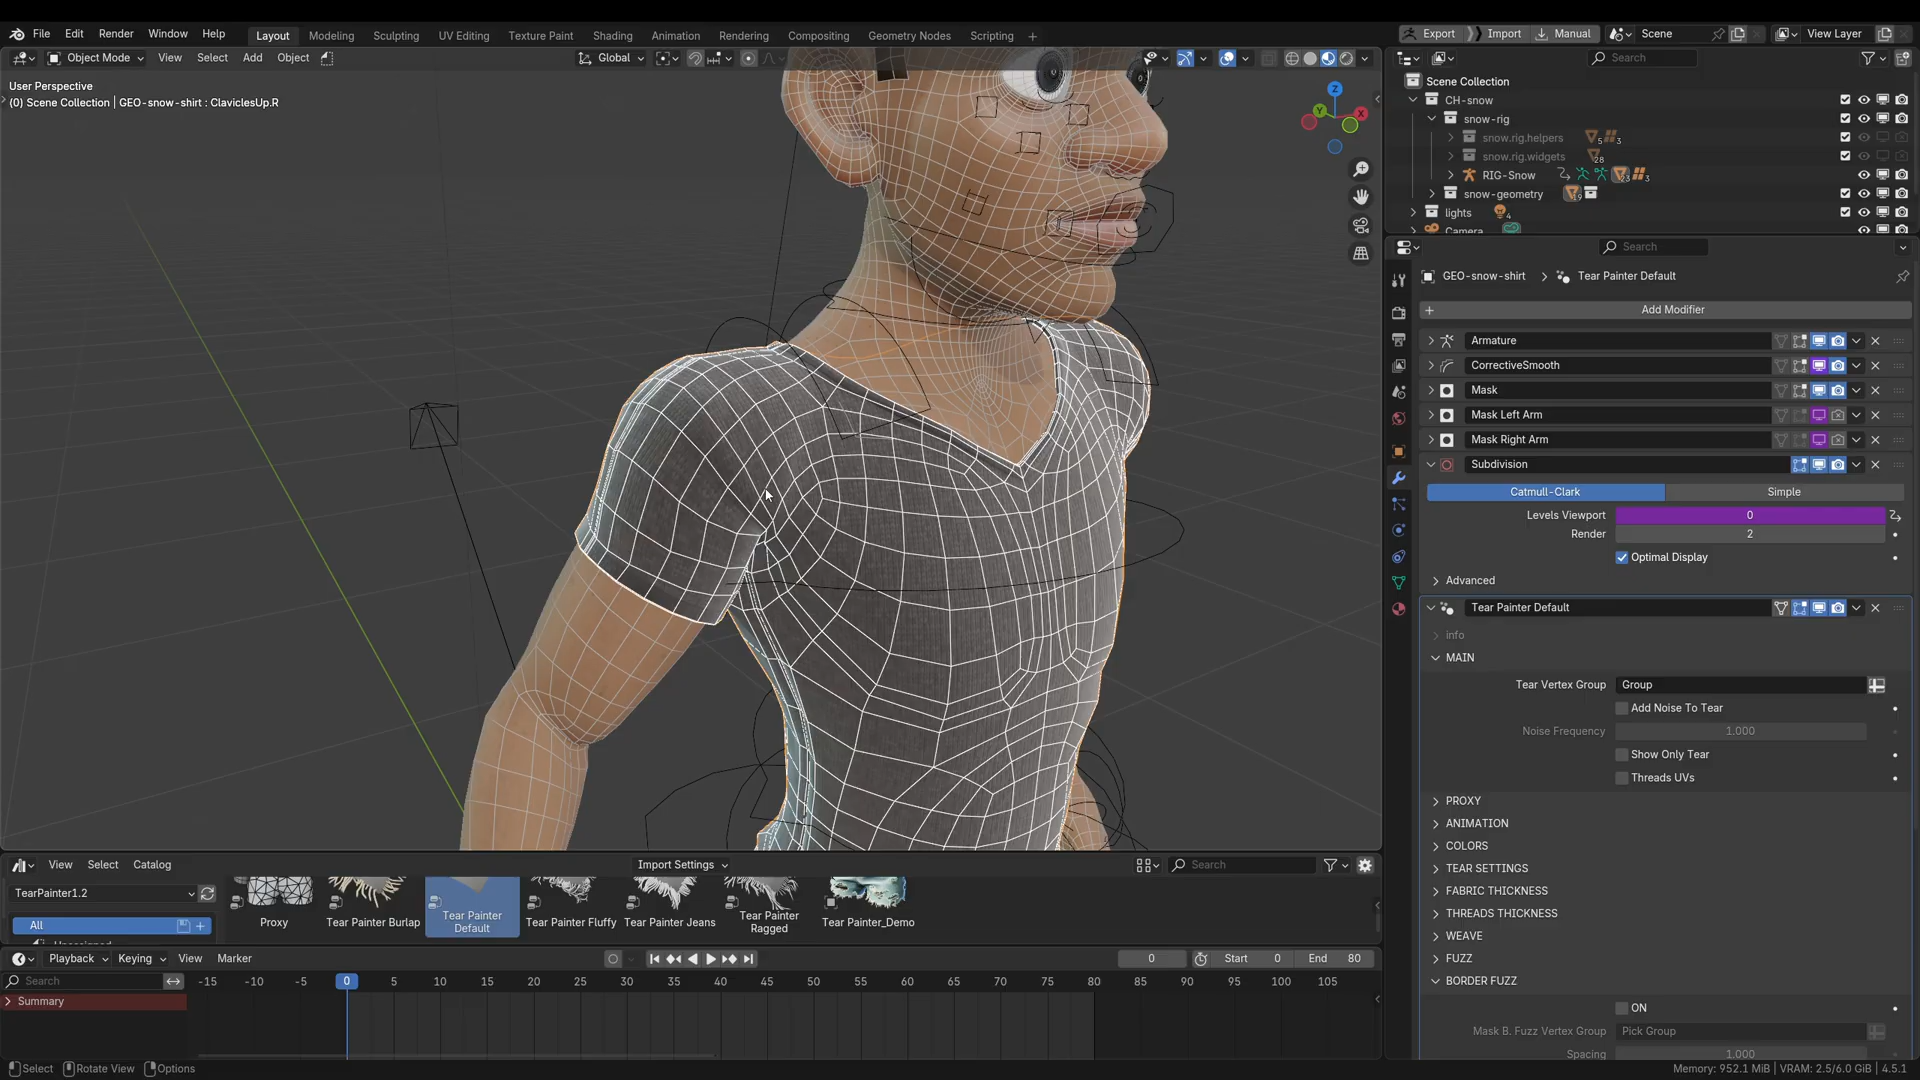 File Edit Render Window Help Layout Modeling Sculpting UV Editing Texture Paint Shading Animation Rendering Compositing Geometry Nodes Scripting + Export Import Manual Scene View Layer
Object Mode View Select Add Object Global Search
User Perspective
(0) Scene Collection | GEO-snow-shirt : ClaviclesUp.R
Z
Y
X
Scene Collection
CH-snow
snow-rig
snow.rig.helpers 5 3
snow.rig.widgets 28
RIG-Snow 23 3
snow-geometry 19
lights 4
Camera
Search
GEO-snow-shirt > Tear Painter Default
+ Add Modifier
Armature
CorrectiveSmooth
Mask
Mask Left Arm
Mask Right Arm
Subdivision
Catmull-Clark Simple
Levels Viewport 0
Render 2
Optimal Display
Advanced
Tear Painter Default
info
MAIN
Tear Vertex Group Group
Add Noise To Tear
Noise Frequency 1.000
Show Only Tear
Threads UVs
PROXY
ANIMATION
COLORS
TEAR SETTINGS
FABRIC THICKNESS
THREADS THICKNESS
WEAVE
FUZZ
BORDER FUZZ
ON
Mask B. Fuzz Vertex Group Pick Group
Spacing 1.000
View Select Catalog Import Settings Search
TearPainter1.2
All
Unassigned
Proxy
Tear Painter Burlap
Tear Painter
Default
Tear Painter Fluffy
Tear Painter Jeans
Tear Painter
Ragged
Tear Painter_Demo
Playback Keying View Marker 0 Start 0 End 80
Search -15 -10 -5 0 5 10 15 20 25 30 35 40 45 50 55 60 65 70 75 80 85 90 95 100 105
Summary
Select Rotate View Options Memory: 952.1 MiB | VRAM: 2.5/6.0 GiB | 4.5.1